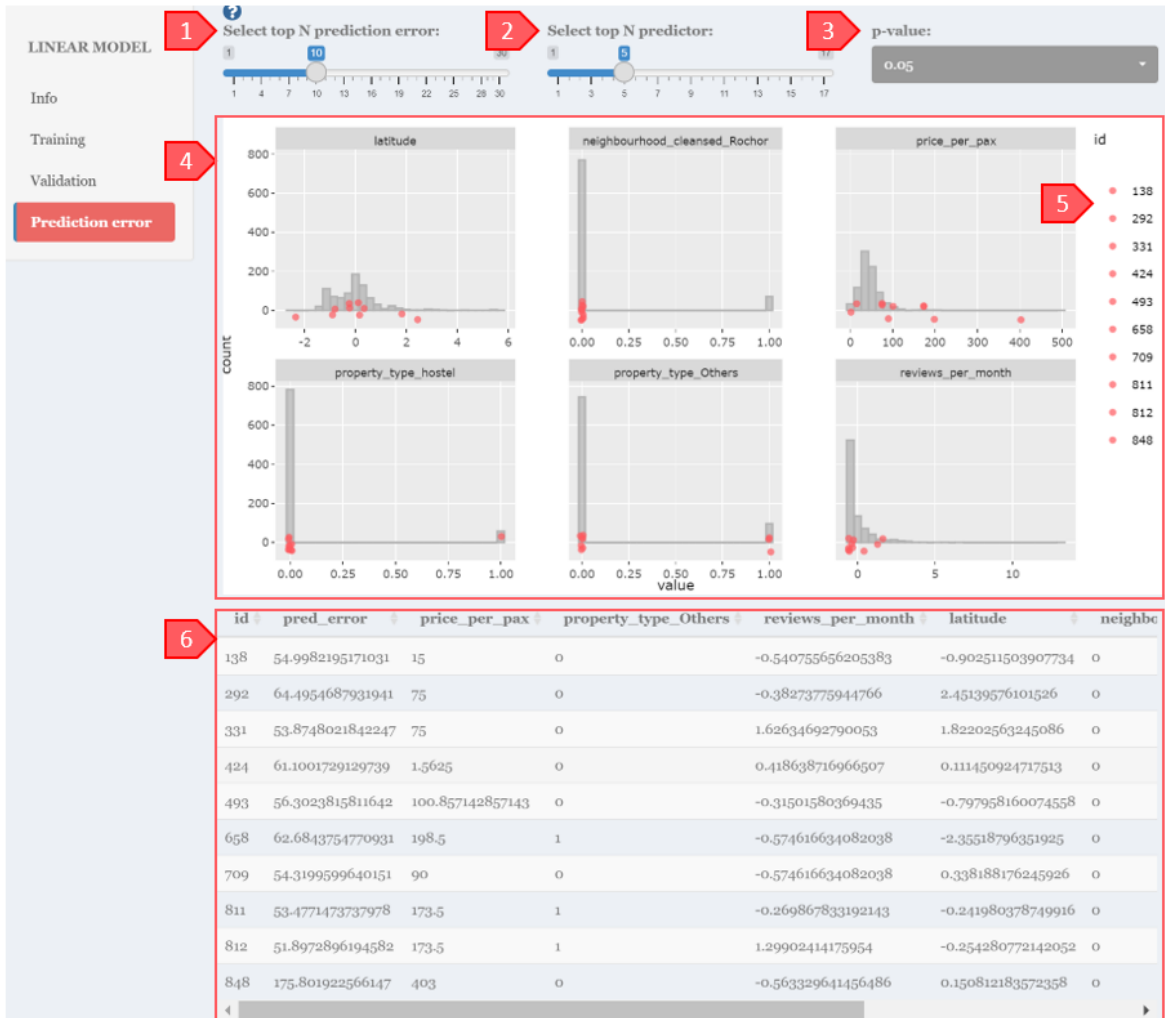 LINEAR MODEL
Info
Training
Validation
Prediction error
?
1
Select top N prediction error:
1 10 30
1 4 7 10 13 16 19 22 25 28 30
2
Select top N predictor:
1 5 17
1 3 5 7 9 11 13 15 17
3
p-value:
0.05
4
latitude neighbourhood_cleansed_Rochor price_per_pax
800
600
400
200
0
-2 0 2 4 6
0.00 0.25 0.50 0.75 1.00
0 100 200 300 400 500
count
property_type_hostel property_type_Others reviews_per_month
800
600
400
200
0
0.00 0.25 0.50 0.75 1.00
0.00 0.25 0.50 0.75 1.00
0 5 10
value
id
5
138
292
331
424
493
658
709
811
812
848
6
id pred_error price_per_pax property_type_Others reviews_per_month latitude neighbo
138 54.9982195171031 15 0 -0.540755656205383 -0.902511503907734 0
292 64.4954687931941 75 0 -0.38273775944766 2.45139576101526 0
331 53.8748021842247 75 0 1.62634692790053 1.82202563245086 0
424 61.1001729129739 1.5625 0 0.418638716966507 0.111450924717513 0
493 56.3023815811642 100.857142857143 0 -0.31501580369435 -0.797958160074558 0
658 62.6843754770931 198.5 1 -0.574616634082038 -2.35518796351925 0
709 54.3199599640151 90 0 -0.574616634082038 0.338188176245926 0
811 53.4771473737978 173.5 1 -0.269867833192143 -0.241980378749916 0
812 51.8972896194582 173.5 1 1.29902414175954 -0.254280772142052 0
848 175.801922566147 403 0 -0.563329641456486 0.150812183572358 0